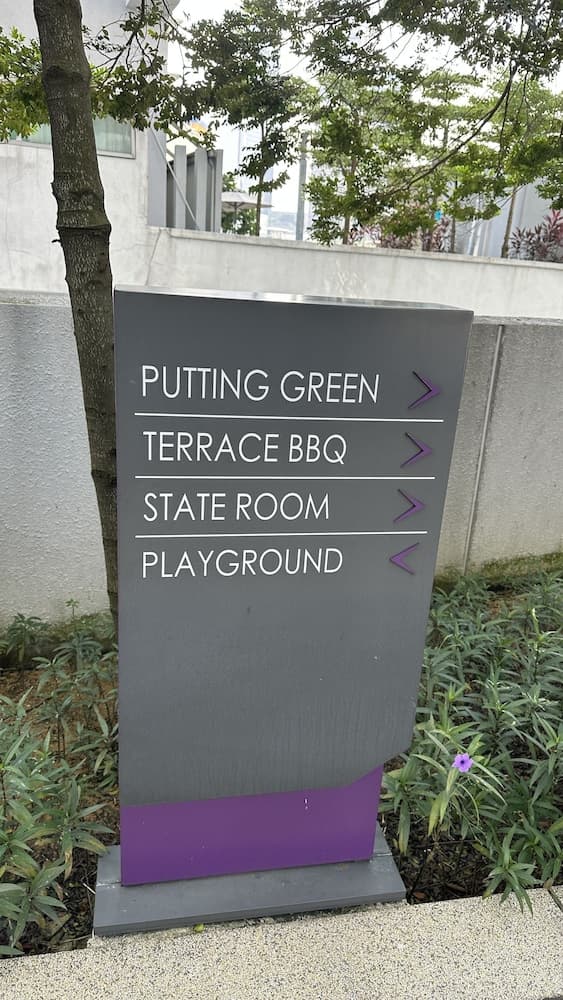 PUTTING GREEN
TERRACE BBQ
STATE ROOM
PLAYGROUND